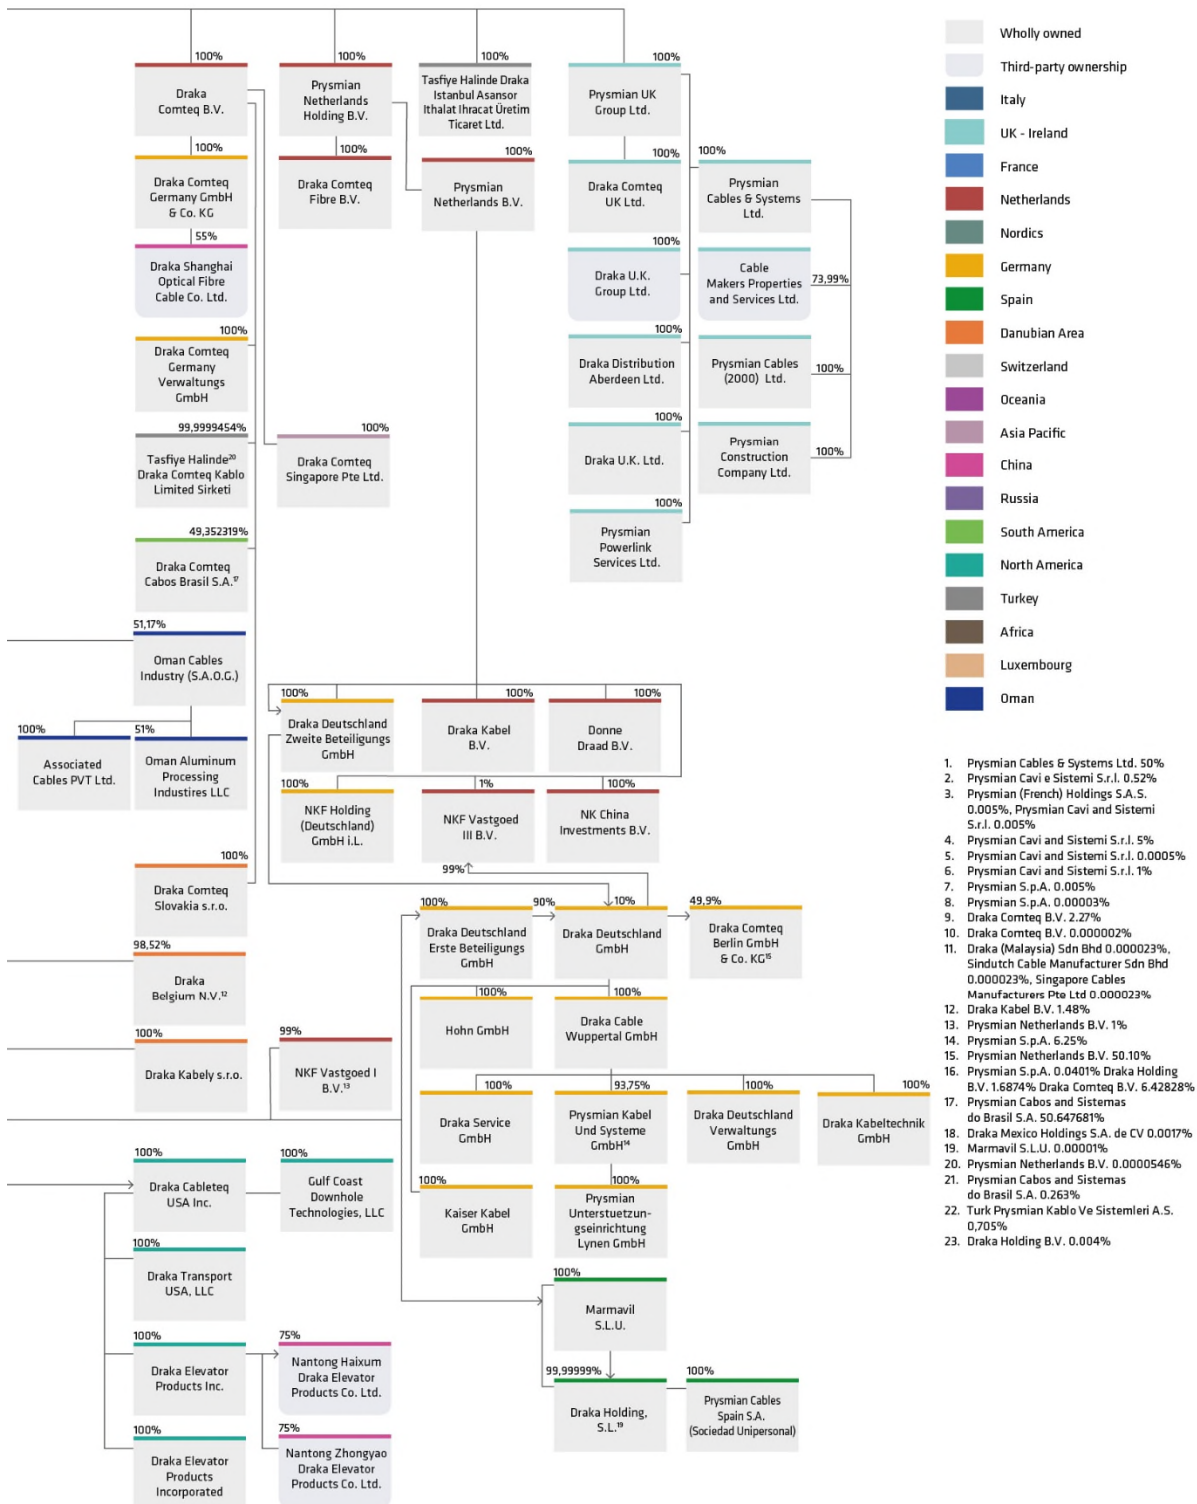 100%
100%
100%
100%
Draka
Comteq B.V.
Prysmian
Netherlands
Holding B.V.
Tasfiye Halinde Draka
Istanbul Asansor
Ithalat Ihracat Üretim
Ticaret Ltd.
Prysmian UK
Group Ltd.
100%
100%
100%
100%
100%
Draka Comteq
Germany GmbH
& Co. KG
Draka Comteq
Fibre B.V.
Prysmian
Netherlands B.V.
Draka Comteq
UK Ltd.
Prysmian
Cables & Systems
Ltd.
55%
100%
Draka Shanghai
Optical Fibre
Cable Co. Ltd.
Draka U.K.
Group Ltd.
Cable
Makers Properties
and Services Ltd.
73,99%
100%
100%
Draka Comteq
Germany
Verwaltungs
GmbH
Draka Distribution
Aberdeen Ltd.
Prysmian Cables
(2000) Ltd.
100%
99,9999454%
100%
100%
Tasfiye Halinde20
Draka Comteq Kablo
Limited Sirketi
Draka Comteq
Singapore Pte Ltd.
Draka U.K. Ltd.
Prysmian
Construction
Company Ltd.
100%
100%
Prysmian
Powerlink
Services Ltd.
49,352319%
Draka Comteq
Cabos Brasil S.A.17
51,17%
Oman Cables
Industry (S.A.O.G.)
100%
51%
Associated
Cables PVT Ltd.
Oman Aluminum
Processing
Industires LLC
100%
100%
100%
Draka Deutschland
Zweite Beteiligungs
GmbH
Draka Kabel
B.V.
Donne
Draad B.V.
100%
1%
100%
NKF Holding
(Deutschland)
GmbH i.L.
NKF Vastgoed
III B.V.
NK China
Investments B.V.
99%
100%
Draka Comteq
Slovakia s.r.o.
100%
90%
10%
49,9%
Draka Deutschland
Erste Beteiligungs
GmbH
Draka Deutschland
GmbH
Draka Comteq
Berlin GmbH
& Co. KG15
98,52%
Draka
Belgium N.V.12
100%
100%
Hohn GmbH
Draka Cable
Wuppertal GmbH
100%
Draka Kabely s.r.o.
99%
NKF Vastgoed I
B.V.13
100%
93,75%
100%
100%
Draka Service
GmbH
Prysmian Kabel
Und Systeme
GmbH14
Draka Deutschland
Verwaltungs
GmbH
Draka Kabeltechnik
GmbH
100%
100%
100%
100%
Draka Cableteq
USA Inc.
Gulf Coast
Downhole
Technologies, LLC
Kaiser Kabel
GmbH
Prysmian
Unterstuetzun-
gseinrichtung
Lynen GmbH
100%
Draka Transport
USA, LLC
100%
Marmavil
S.L.U.
100%
75%
Draka Elevator
Products Inc.
Nantong Haixum
Draka Elevator
Products Co. Ltd.
99,99999%
100%
Draka Holding,
S.L.19
Prysmian Cables
Spain S.A.
(Sociedad Unipersonal)
100%
75%
Draka Elevator
Products
Incorporated
Nantong Zhongyao
Draka Elevator
Products Co. Ltd.
Wholly owned
Third-party ownership
Italy
UK - Ireland
France
Netherlands
Nordics
Germany
Spain
Danubian Area
Switzerland
Oceania
Asia Pacific
China
Russia
South America
North America
Turkey
Africa
Luxembourg
Oman
1. Prysmian Cables & Systems Ltd. 50%
2. Prysmian Cavi e Sistemi S.r.l. 0.52%
3. Prysmian (French) Holdings S.A.S.
0.005%, Prysmian Cavi and Sistemi
S.r.l. 0.005%
4. Prysmian Cavi and Sistemi S.r.l. 5%
5. Prysmian Cavi and Sistemi S.r.l. 0.0005%
6. Prysmian Cavi and Sistemi S.r.l. 1%
7. Prysmian S.p.A. 0.005%
8. Prysmian S.p.A. 0.00003%
9. Draka Comteq B.V. 2.27%
10. Draka Comteq B.V. 0.000002%
11. Draka (Malaysia) Sdn Bhd 0.000023%,
Sindutch Cable Manufacturer Sdn Bhd
0.000023%, Singapore Cables
Manufacturers Pte Ltd 0.000023%
12. Draka Kabel B.V. 1.48%
13. Prysmian Netherlands B.V. 1%
14. Prysmian S.p.A. 6.25%
15. Prysmian Netherlands B.V. 50.10%
16. Prysmian S.p.A. 0.0401% Draka Holding
B.V. 1.6874% Draka Comteq B.V. 6.42828%
17. Prysmian Cabos and Sistemas
do Brasil S.A. 50.647681%
18. Draka Mexico Holdings S.A. de CV 0.0017%
19. Marmavil S.L.U. 0.00001%
20. Prysmian Netherlands B.V. 0.0000546%
21. Prysmian Cabos and Sistemas
do Brasil S.A. 0.263%
22. Turk Prysmian Kablo Ve Sistemleri A.S.
0,705%
23. Draka Holding B.V. 0.004%